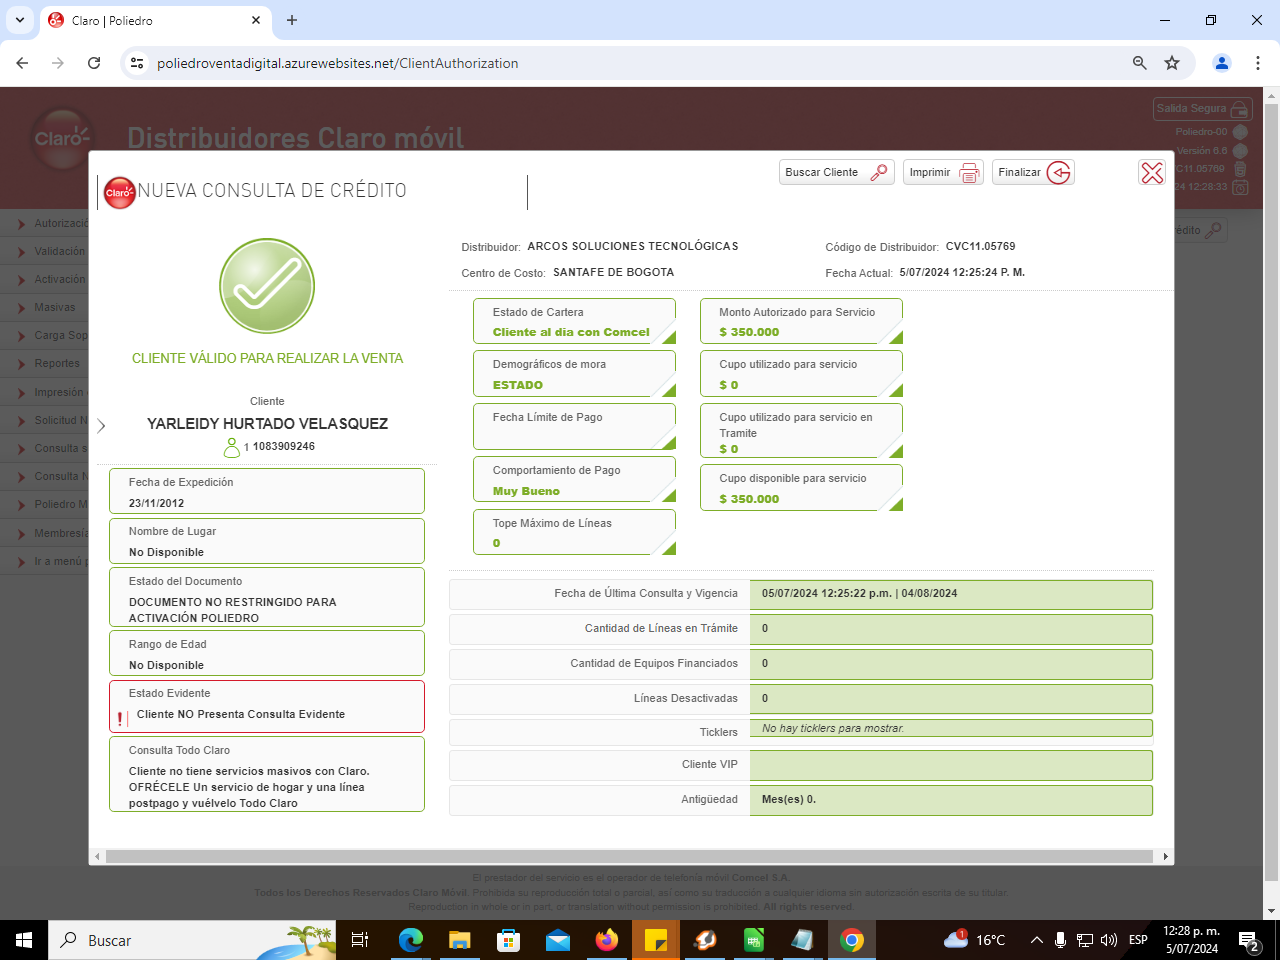 Claro | Poliedro
poliedroventadigital.azurewebsites.net/ClientAuthorization
Salida Segura
Claro
Distribuidores Claro móvil
Poliedro-00
Versión 6.6
VC11.05769
24 12:28:33
Buscar Cliente
Imprimir
Finalizar
Claro
NUEVA CONSULTA DE CRÉDITO
Autorizació
Validación
Activación
Masivas
Carga Sop
Reportes
Impresión
Solicitud N
Consulta s
Consulta N
Poliedro M
Membresía
Ir a menú p
rédito
CLIENTE VÁLIDO PARA REALIZAR LA VENTA
Cliente
YARLEIDY HURTADO VELASQUEZ
1 1083909246
Fecha de Expedición
23/11/2012
Nombre de Lugar
No Disponible
Estado del Documento
DOCUMENTO NO RESTRINGIDO PARA
ACTIVACIÓN POLIEDRO
Rango de Edad
No Disponible
Estado Evidente
Cliente NO Presenta Consulta Evidente
Consulta Todo Claro
Cliente no tiene servicios masivos con Claro.
OFRÉCELE Un servicio de hogar y una línea
postpago y vuélvelo Todo Claro
Distribuidor: ARCOS SOLUCIONES TECNOLÓGICAS
Código de Distribuidor: CVC11.05769
Centro de Costo: SANTAFE DE BOGOTA
Fecha Actual: 5/07/2024 12:25:24 P. M.
Estado de Cartera
Cliente al dia con Comcel
Demográficos de mora
ESTADO
Fecha Límite de Pago
Comportamiento de Pago
Muy Bueno
Tope Máximo de Líneas
0
Monto Autorizado para Servicio
$ 350.000
Cupo utilizado para servicio
$ 0
Cupo utilizado para servicio en
Tramite
$ 0
Cupo disponible para servicio
$ 350.000
Fecha de Última Consulta y Vigencia 05/07/2024 12:25:22 p.m. | 04/08/2024
Cantidad de Líneas en Trámite 0
Cantidad de Equipos Financiados 0
Líneas Desactivadas 0
Ticklers No hay ticklers para mostrar.
Cliente VIP
Antigüedad Mes(es) 0.
El prestador del servicio es el operador de telefonía móvil Comcel S.A.
Todos los Derechos Reservados Claro Móvil. Prohibida su reproducción total o parcial, así como su traducción a cualquier idioma sin autorización escrita de su titular.
Reproduction in whole or in part, or translation without permission is prohibited. All rights reserved.
Buscar
1
16°C
ESP
12:28 p. m.
5/07/2024
2